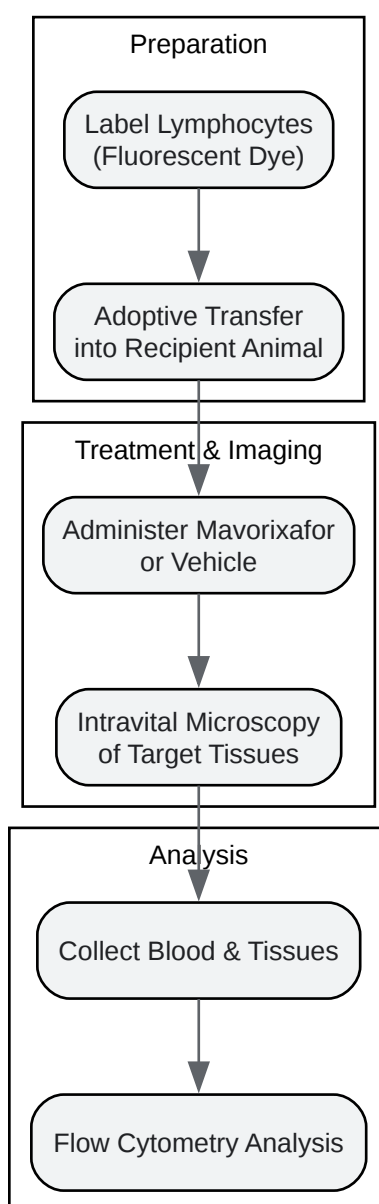 Preparation
Label Lymphocytes
(Fluorescent Dye)
Adoptive Transfer
into Recipient Animal
Treatment & Imaging
Administer Mavorixafor
or Vehicle
Intravital Microscopy
of Target Tissues
Analysis
Collect Blood & Tissues
Flow Cytometry Analysis